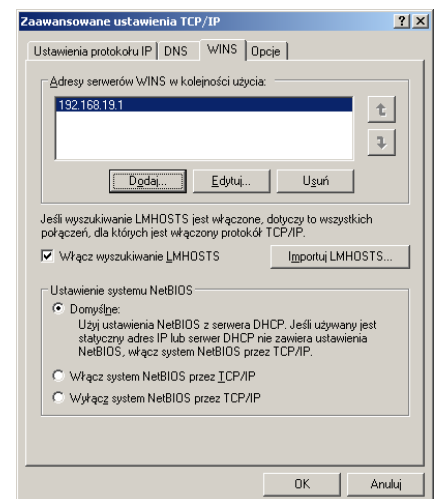 Zaawansowane ustawienia TCP/IP
Ustawienia protokołu IP DNS WINS Opcje
Adresy serwerów WINS w kolejności użycia:
192.168.19.1
Dodaj... Edytuj... Usuń
Jeśli wyszukiwanie LMHOSTS jest włączone, dotyczy to wszystkich
połączeń, dla których jest włączony protokół TCP/IP.
Włącz wyszukiwanie LMHOSTS Importuj LMHOSTS...
Ustawienie systemu NetBIOS
Domyślne:
Użyj ustawienia NetBIOS z serwera DHCP. Jeśli używany jest
statyczny adres IP lub serwer DHCP nie zawiera ustawienia
NetBIOS, włącz system NetBIOS przez TCP/IP.
Włącz system NetBIOS przez TCP/IP
Wyłącz system NetBIOS przez TCP/IP
OK Anuluj